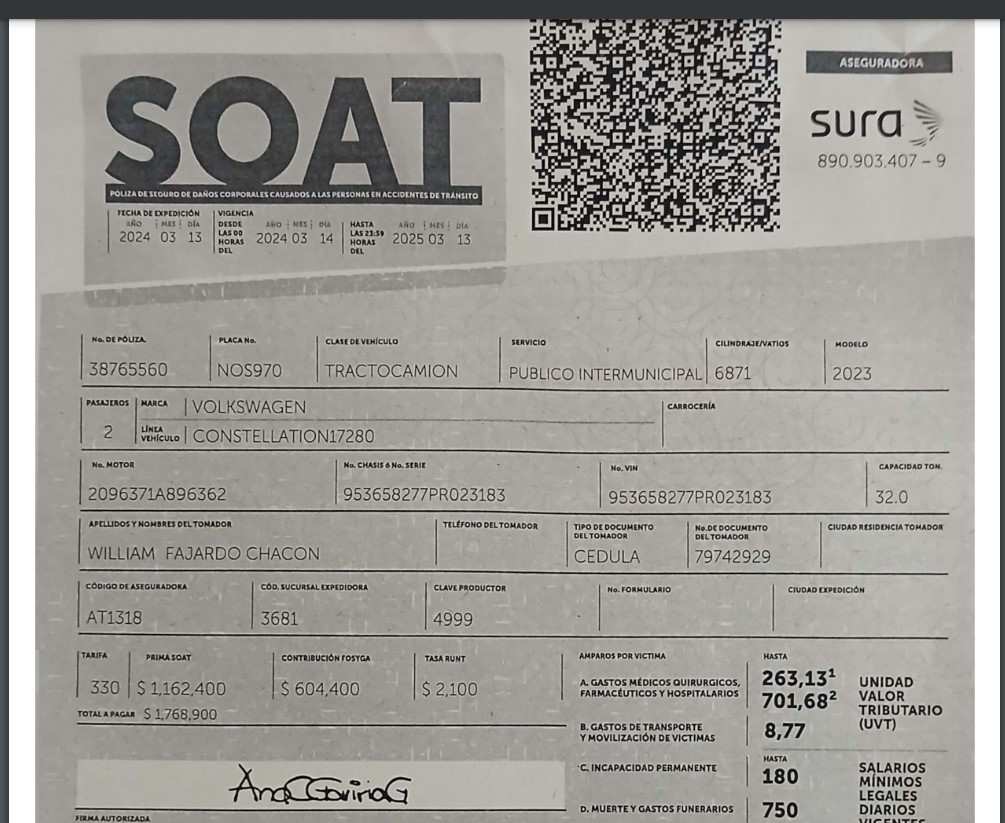 SOAT
PÓLIZA DE SEGURO DE DAÑOS CORPORALES CAUSADOS A LAS PERSONAS EN ACCIDENTES DE TRÁNSITO
ASEGURADORA
sura
890.903.407 – 9
FECHA DE EXPEDICIÓN
AÑO MES DÍA
2024 03 13
VIGENCIA
DESDE LAS 00 HORAS DEL
AÑO MES DÍA
2024 03 14
HASTA LAS 23:59 HORAS DEL
AÑO MES DÍA
2025 03 13
No. DE PÓLIZA. PLACA No. CLASE DE VEHÍCULO SERVICIO CILINDRAJE/VATIOS MODELO
38765560 NOS970 TRACTOCAMION PUBLICO INTERMUNICIPAL 6871 2023
PASAJEROS MARCA VOLKSWAGEN CARROCERÍA
2 LÍNEA VEHÍCULO CONSTELLATION17280
No. MOTOR No. CHASIS ó No. SERIE No. VIN CAPACIDAD TON.
2096371A896362 953658277PR023183 953658277PR023183 32.0
APELLIDOS Y NOMBRES DEL TOMADOR TELÉFONO DEL TOMADOR TIPO DE DOCUMENTO DEL TOMADOR No. DE DOCUMENTO DEL TOMADOR CIUDAD RESIDENCIA TOMADOR
WILLIAM FAJARDO CHACON CEDULA 79742929
CÓDIGO DE ASEGURADORA CÓD. SUCURSAL EXPEDIDORA CLAVE PRODUCTOR No. FORMULARIO CIUDAD EXPEDICIÓN
AT1318 3681 4999
TARIFA PRIMA SOAT CONTRIBUCIÓN FOSYGA TASA RUNT
330 $ 1,162,400 $ 604,400 $ 2,100
TOTAL A PAGAR $ 1,768,900
AMPAROS POR VICTIMA HASTA
A. GASTOS MÉDICOS QUIRURGICOS, FARMACÉUTICOS Y HOSPITALARIOS 263,13¹ 701,68²
B. GASTOS DE TRANSPORTE Y MOVILIZACIÓN DE VICTIMAS 8,77
UNIDAD VALOR TRIBUTARIO (UVT)
HASTA
C. INCAPACIDAD PERMANENTE 180
D. MUERTE Y GASTOS FUNERARIOS 750
SALARIOS MÍNIMOS LEGALES DIARIOS VIGENTES
FIRMA AUTORIZADA